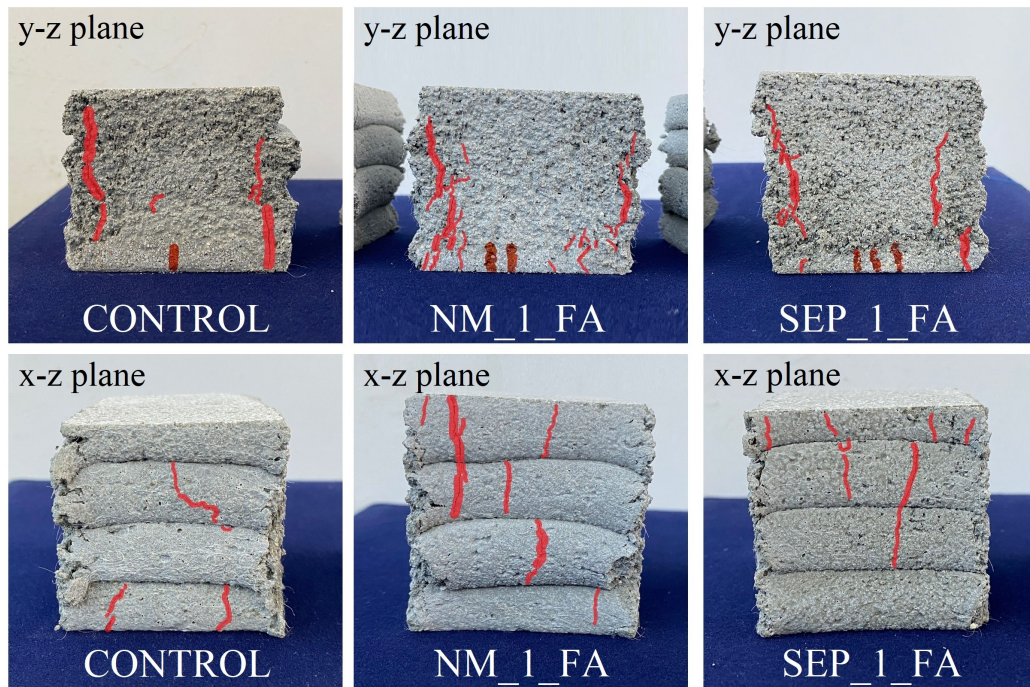 y-z plane
CONTROL
y-z plane
NM_1_FA
y-z plane
SEP_1_FA
x-z plane
CONTROL
x-z plane
NM_1_FA
x-z plane
SEP_1_FA